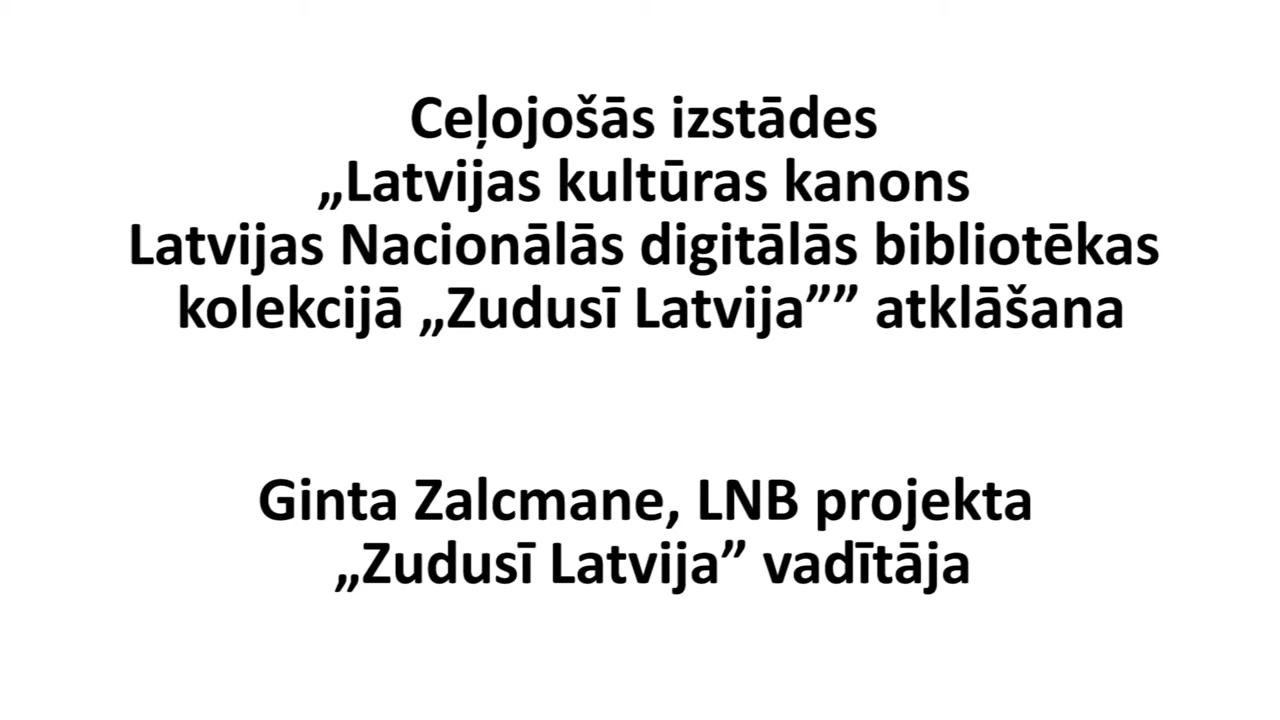 Ceļojošās izstādes
„Latvijas kultūras kanons
Latvijas Nacionālās digitālās bibliotēkas
kolekcijā „Zudusī Latvija”” atklāšana
Ginta Zalcmane, LNB projekta
„Zudusī Latvija” vadītāja